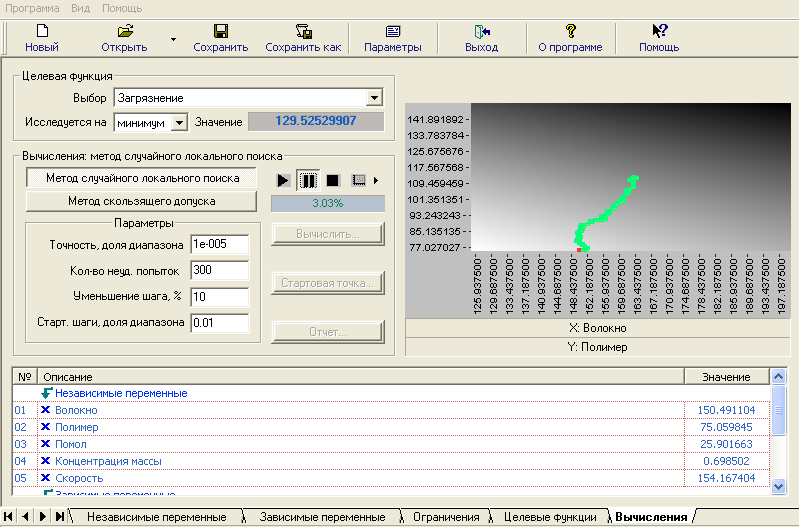 Программа Вид Помощь
Новый Открыть Сохранить Сохранить как Параметры Выход О программе Помощь
Целевая функция
Выбор Загрязнение
Исследуется на минимум Значение 129.52529907
Вычисления: метод случайного локального поиска
Метод случайного локального поиска
Метод скользящего допуска
3.03%
Параметры
Точность, доля диапазона 1e-005
Кол-во неуд. попыток 300
Уменьшение шага, % 10
Старт. шаги, доля диапазона 0.01
Вычислить...
Стартовая точка...
Отчет...
141.891892
133.783784
125.675676
117.567568
109.459459
101.351351
93.243243
85.135135
77.027027
125.937500
129.687500
133.437500
137.187500
140.937500
144.687500
148.437500
152.187500
155.937500
159.687500
163.437500
167.187500
170.937500
174.687500
178.437500
182.187500
185.937500
189.687500
193.437500
197.187500
X: Волокно
Y: Полимер
№ Описание Значение
Независимые переменные
01 Волокно 150.491104
02 Полимер 75.059845
03 Помол 25.901663
04 Концентрация массы 0.698502
05 Скорость 154.167404
Зависимые переменные
Независимые переменные Зависимые переменные Ограничения Целевые функции Вычисления